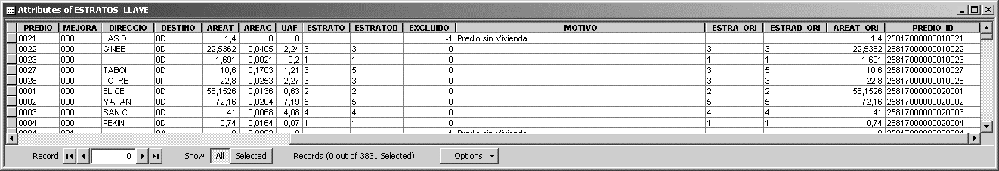 Attributes of ESTRATOS_LLAVE
PREDIO MEJORA DIRECCIO DESTINO AREAT AREAC UAF ESTRATO ESTRATOD EXCLUIDO MOTIVO ESTRA_ORI ESTRAD_ORI AREAT_ORI PREDIO_ID
0021 000 LAS D 0D 1,4 0 0 -1 Predio sin Vivienda 1,4 25817000000010021
0022 000 GINEB 0D 22,5362 0,0405 2,24 3 3 0 3 3 22,5362 25817000000010022
0023 000 0D 1,691 0,0021 0,2 1 1 0 1 1 1,691 25817000000010023
0027 000 TABOI 0D 10,6 0,1703 1,21 3 5 0 3 5 10,6 25817000000010027
0028 000 POTRE 0I 22,8 0,0253 2,27 3 3 0 3 3 22,8 25817000000010028
0001 000 EL CE 0D 56,1526 0,0136 0,63 2 2 0 2 2 56,1526 25817000000020001
0002 000 YAPAN 0D 72,16 0,0204 7,19 5 5 0 5 5 72,16 25817000000020002
0003 000 SAN C 0D 41 0,0068 4,08 4 4 0 4 4 41 25817000000020003
0004 000 PEKIN 0D 0,74 0,0164 0,07 1 1 0 1 1 0,74 25817000000020004
Predio sin Vivienda
Record: 0 Show: All Selected Records (0 out of 3831 Selected) Options